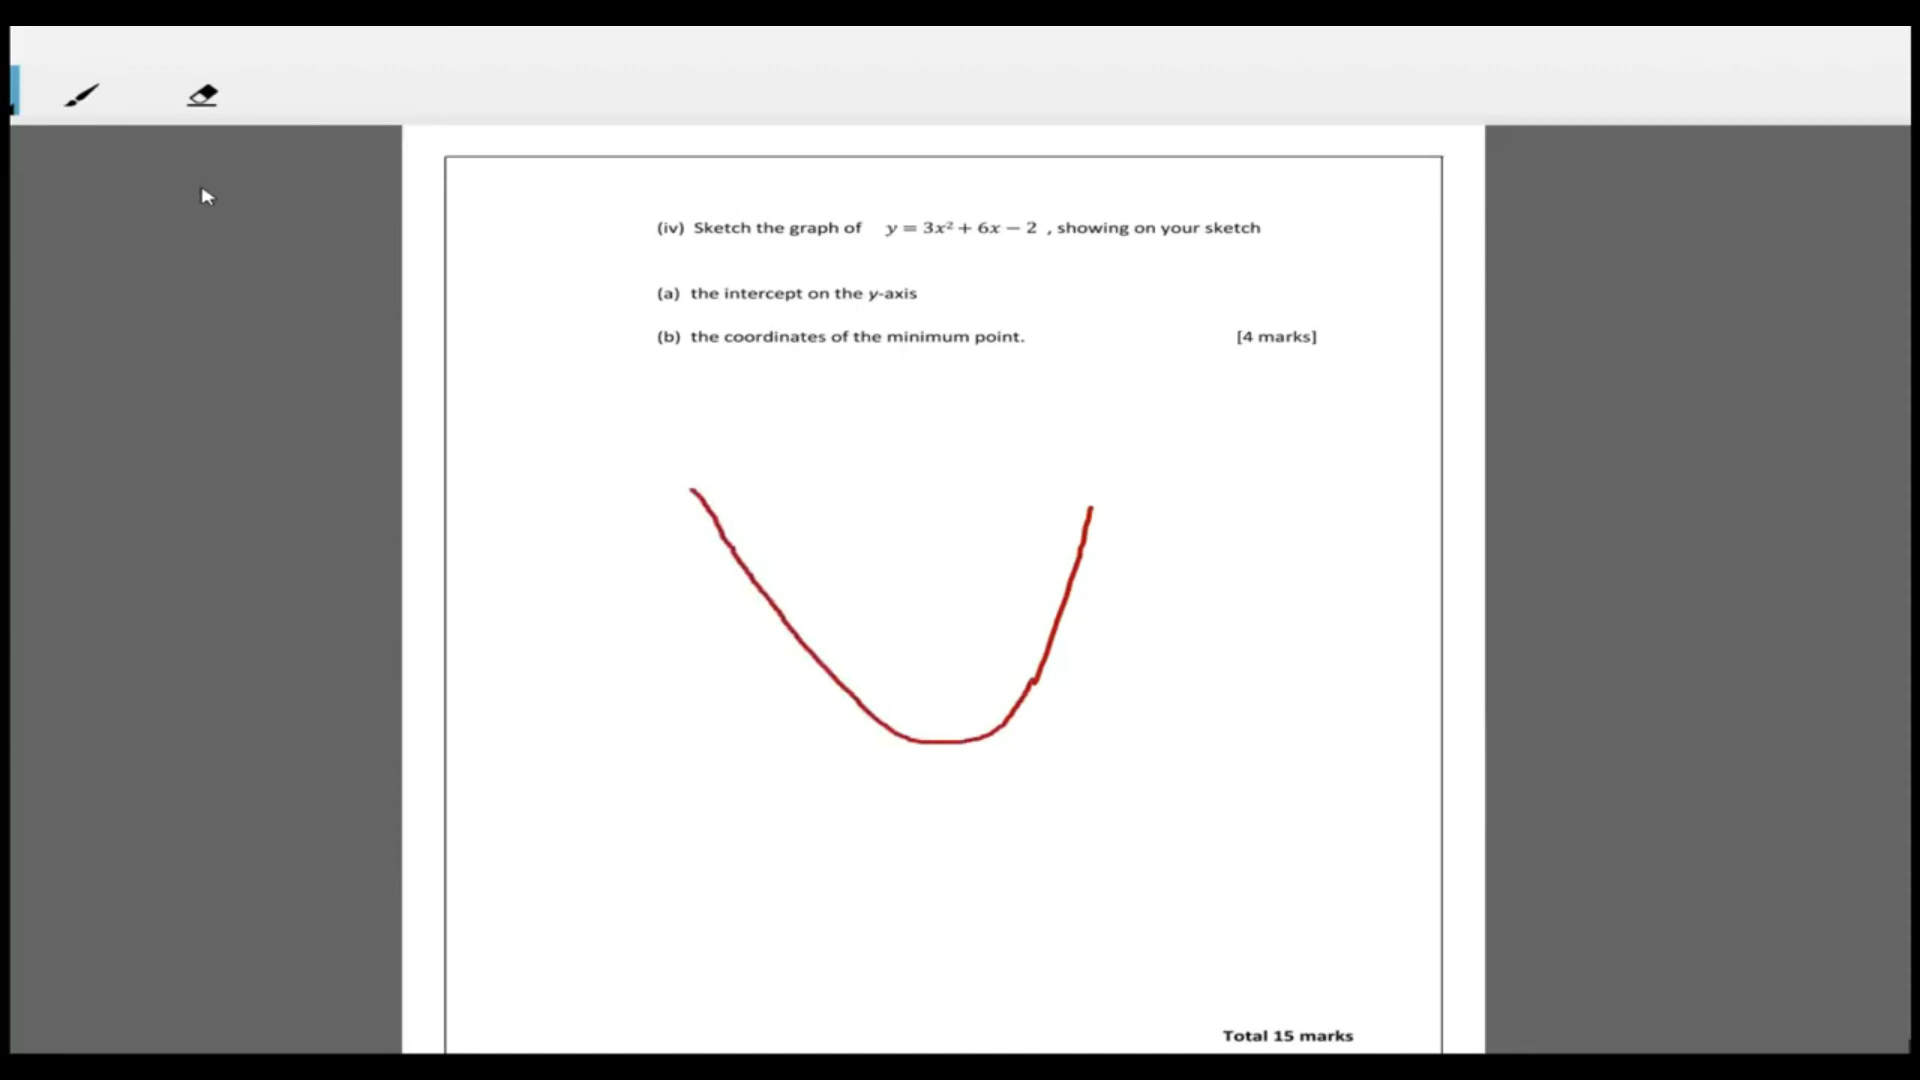 (iv) Sketch the graph of y = 3x² + 6x − 2 , showing on your sketch
(a) the intercept on the y-axis
(b) the coordinates of the minimum point. [4 marks]
Total 15 marks